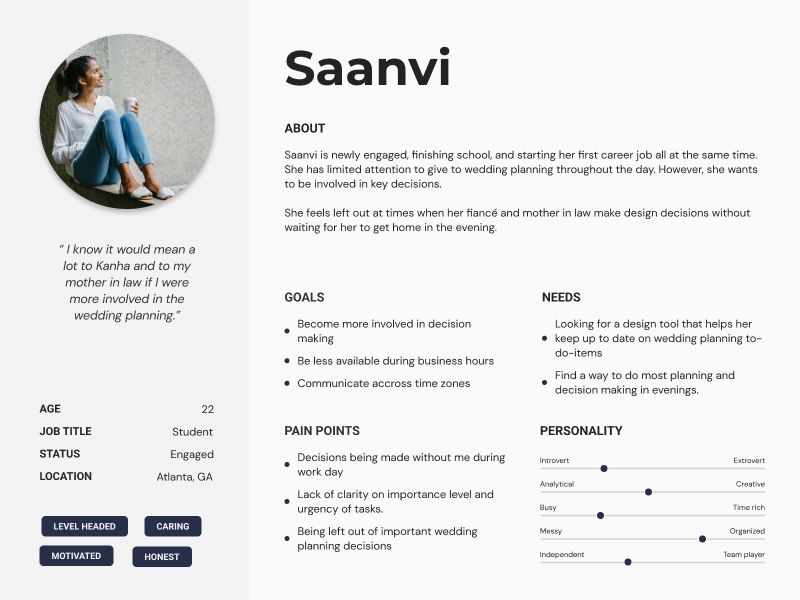 “ I know it would mean a
lot to Kanha and to my
mother in law if I were
more involved in the
wedding planning.”
AGE 22
JOB TITLE Student
STATUS Engaged
LOCATION Atlanta, GA
LEVEL HEADED CARING
MOTIVATED HONEST
Saanvi
ABOUT
Saanvi is newly engaged, finishing school, and starting her first career job all at the same time.
She has limited attention to give to wedding planning throughout the day. However, she wants
to be involved in key decisions.
She feels left out at times when her fiancé and mother in law make design decisions without
waiting for her to get home in the evening.
GOALS
Become more involved in decision
making
Be less available during business hours
Communicate accross time zones
NEEDS
Looking for a design tool that helps her
keep up to date on wedding planning to-
do-items
Find a way to do most planning and
decision making in evenings.
PAIN POINTS
Decisions being made without me during
work day
Lack of clarity on importance level and
urgency of tasks.
Being left out of important wedding
planning decisions
PERSONALITY
Introvert Extrovert
Analytical Creative
Busy Time rich
Messy Organized
Independent Team player